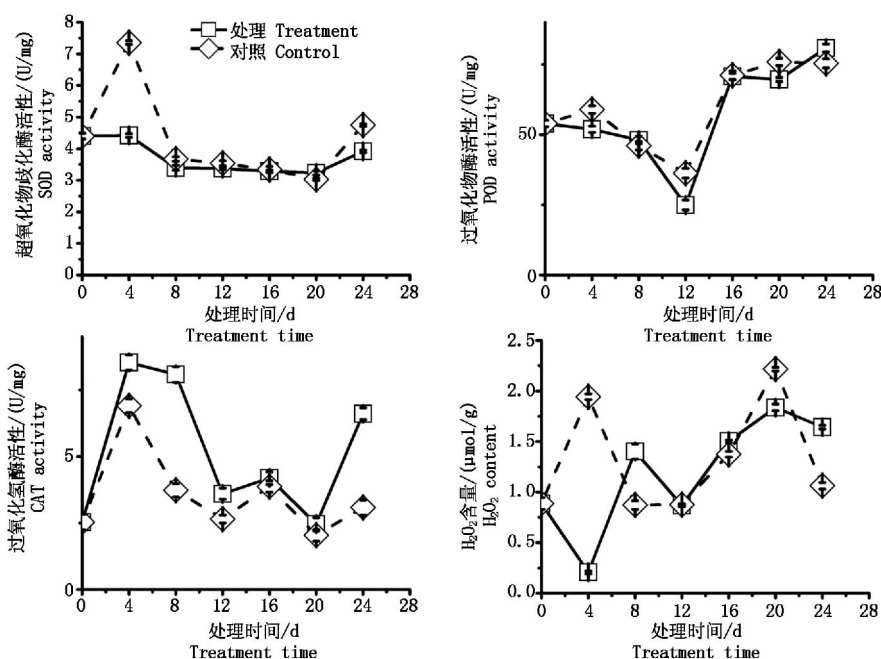 超氧化物歧化酶活性/(U/mg)
SOD activity
8
7
6
5
4
3
2
1
0
处理 Treatment
对照 Control
0 4 8 12 16 20 24 28
处理时间/d
Treatment time
过氧化物酶活性/(U/mg)
POD activity
50
0
0 4 8 12 16 20 24 28
处理时间/d
Treatment time
过氧化氢酶活性/(U/mg)
CAT activity
5
0
0 4 8 12 16 20 24 28
处理时间/d
Treatment time
H₂O₂含量/(μmol/g)
H₂O₂ content
2.5
2.0
1.5
1.0
0.5
0.0
0 4 8 12 16 20 24 28
处理时间/d
Treatment time